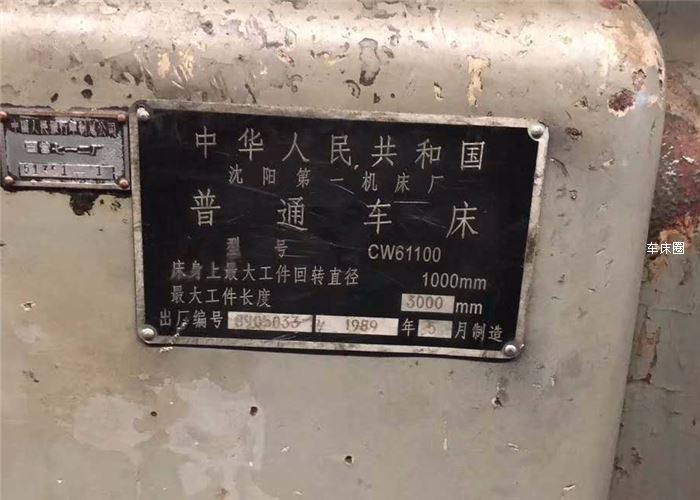 中华人民共和国
沈阳第一机床厂
普通车床
型号 CW61100
床身上最大工件回转直径 1000mm
最大工件长度 3000 mm
出厂编号 8905033 1989 年 5 月制造
车床圈